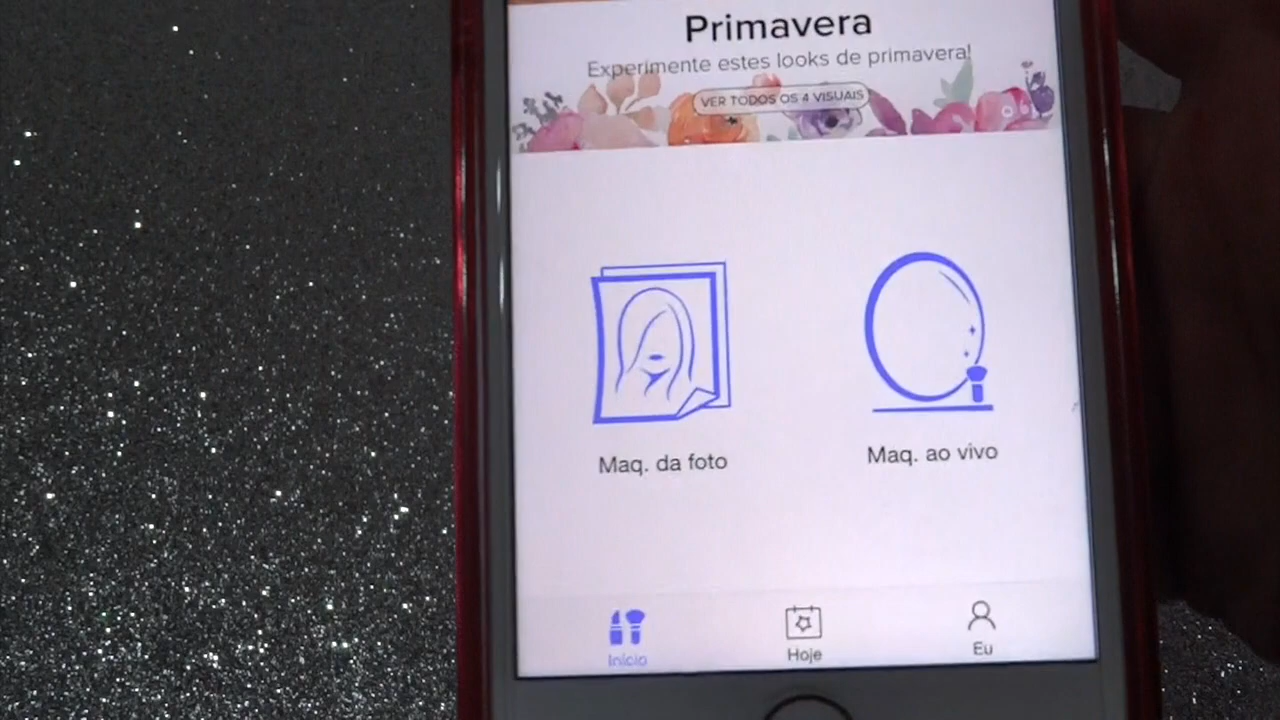 Primavera
Experimente estes looks de primavera!
VER TODOS OS 4 VISUAIS
Maq. da foto
Maq. ao vivo
Início
Hoje
Eu